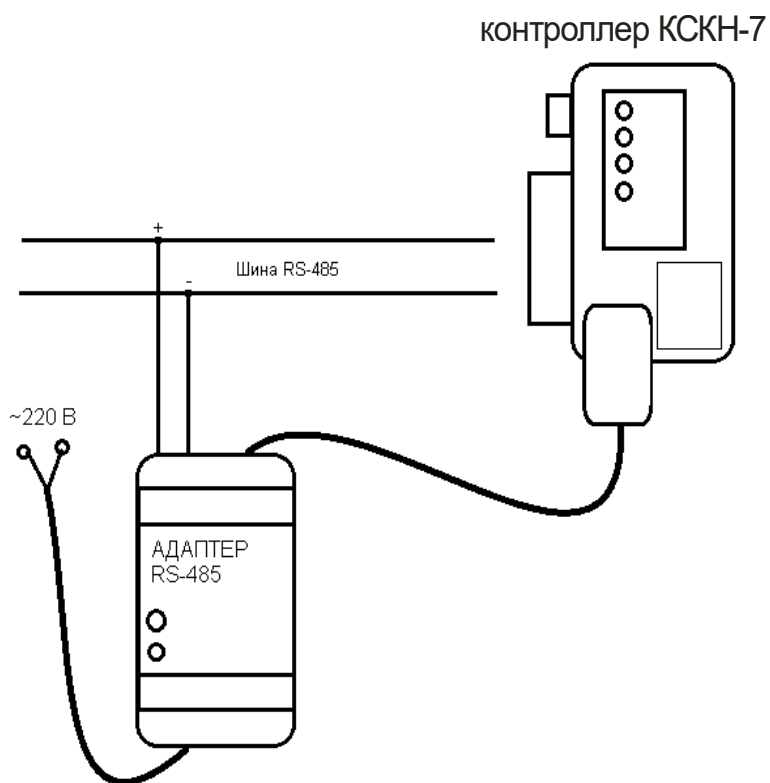 контроллер КСКН-7
+
Шина RS-485
-
~220 В
АДАПТЕР
RS-485